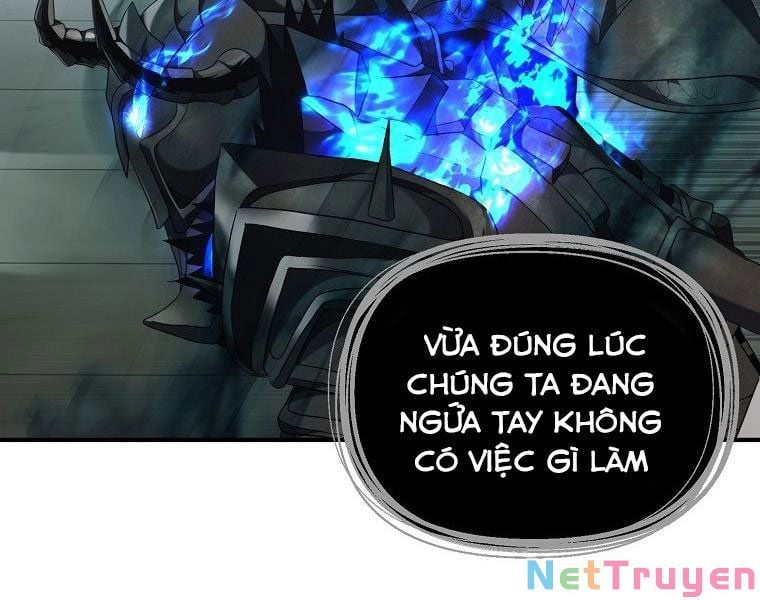 VỪA ĐÚNG LÚC
CHÚNG TA ĐANG
NGỨA TAY KHÔNG
CÓ VIỆC GÌ LÀM
NetTruyen